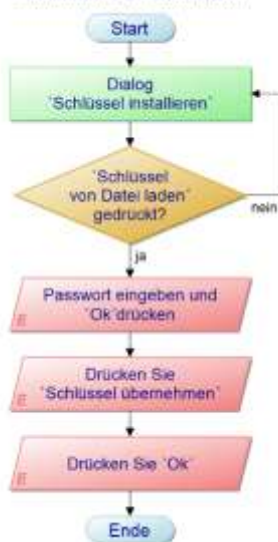 Start
Dialog
`Schlüssel installieren´
`Schlüssel
von Datei laden´
gedruckt?
nein
ja
Passwort eingeben und
`Ok´drücken
E
Drücken Sie
`Schlüssel übernehmen´
E
Drücken Sie `Ok´
E
Ende